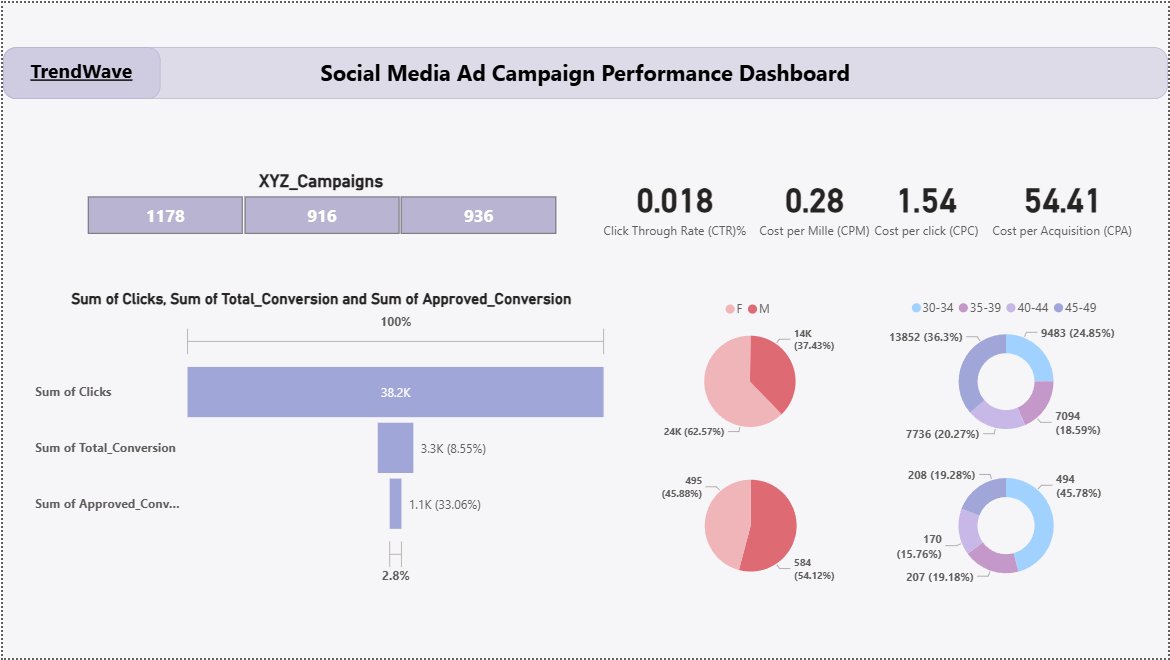 TrendWave
Social Media Ad Campaign Performance Dashboard
XYZ_Campaigns
1178
916
936
0.018
Click Through Rate (CTR)%
0.28
Cost per Mille (CPM)
1.54
Cost per click (CPC)
54.41
Cost per Acquisition (CPA)
Sum of Clicks, Sum of Total_Conversion and Sum of Approved_Conversion
100%
Sum of Clicks
38.2K
Sum of Total_Conversion
3.3K (8.55%)
Sum of Approved_Conv...
1.1K (33.06%)
2.8%
F M
14K
(37.43%)
24K (62.57%)
30-34 35-39 40-44 45-49
13852 (36.3%)
9483 (24.85%)
7736 (20.27%)
7094
(18.59%)
495
(45.88%)
584
(54.12%)
208 (19.28%)
494
(45.78%)
170
(15.76%)
207 (19.18%)